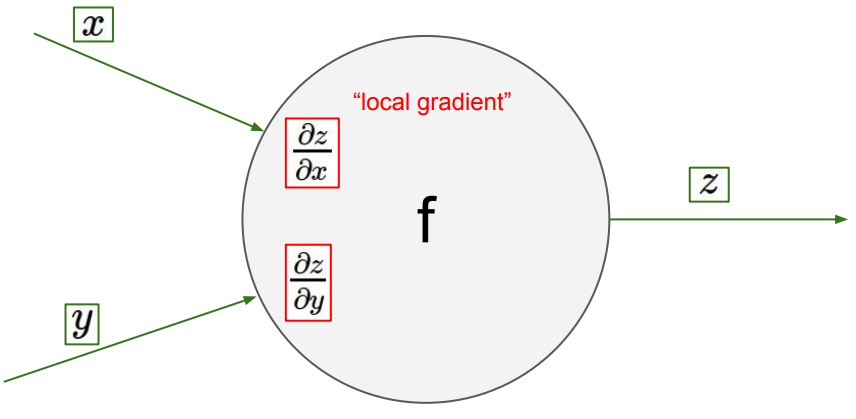 x
“local gradient”
∂z/∂x
z
f
∂z/∂y
y